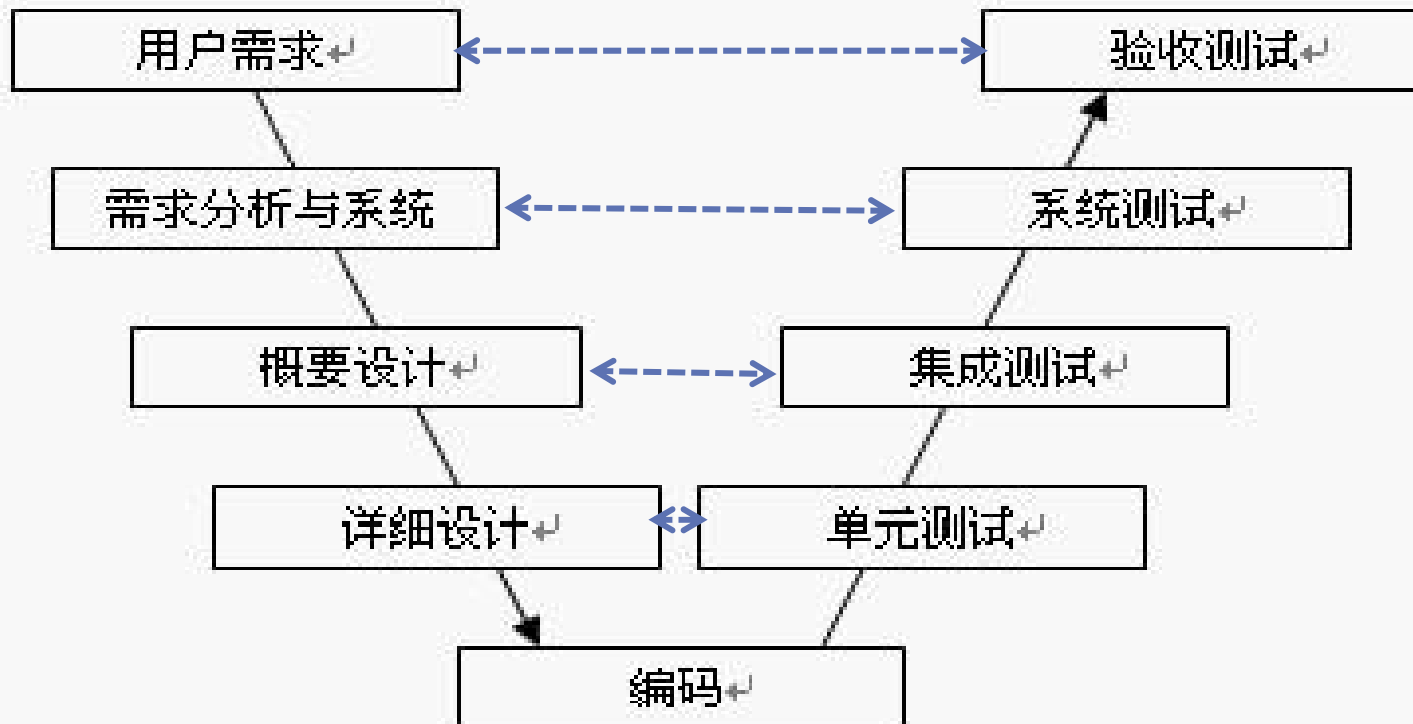 用户需求
验收测试
需求分析与系统
系统测试
概要设计
集成测试
详细设计
单元测试
编码